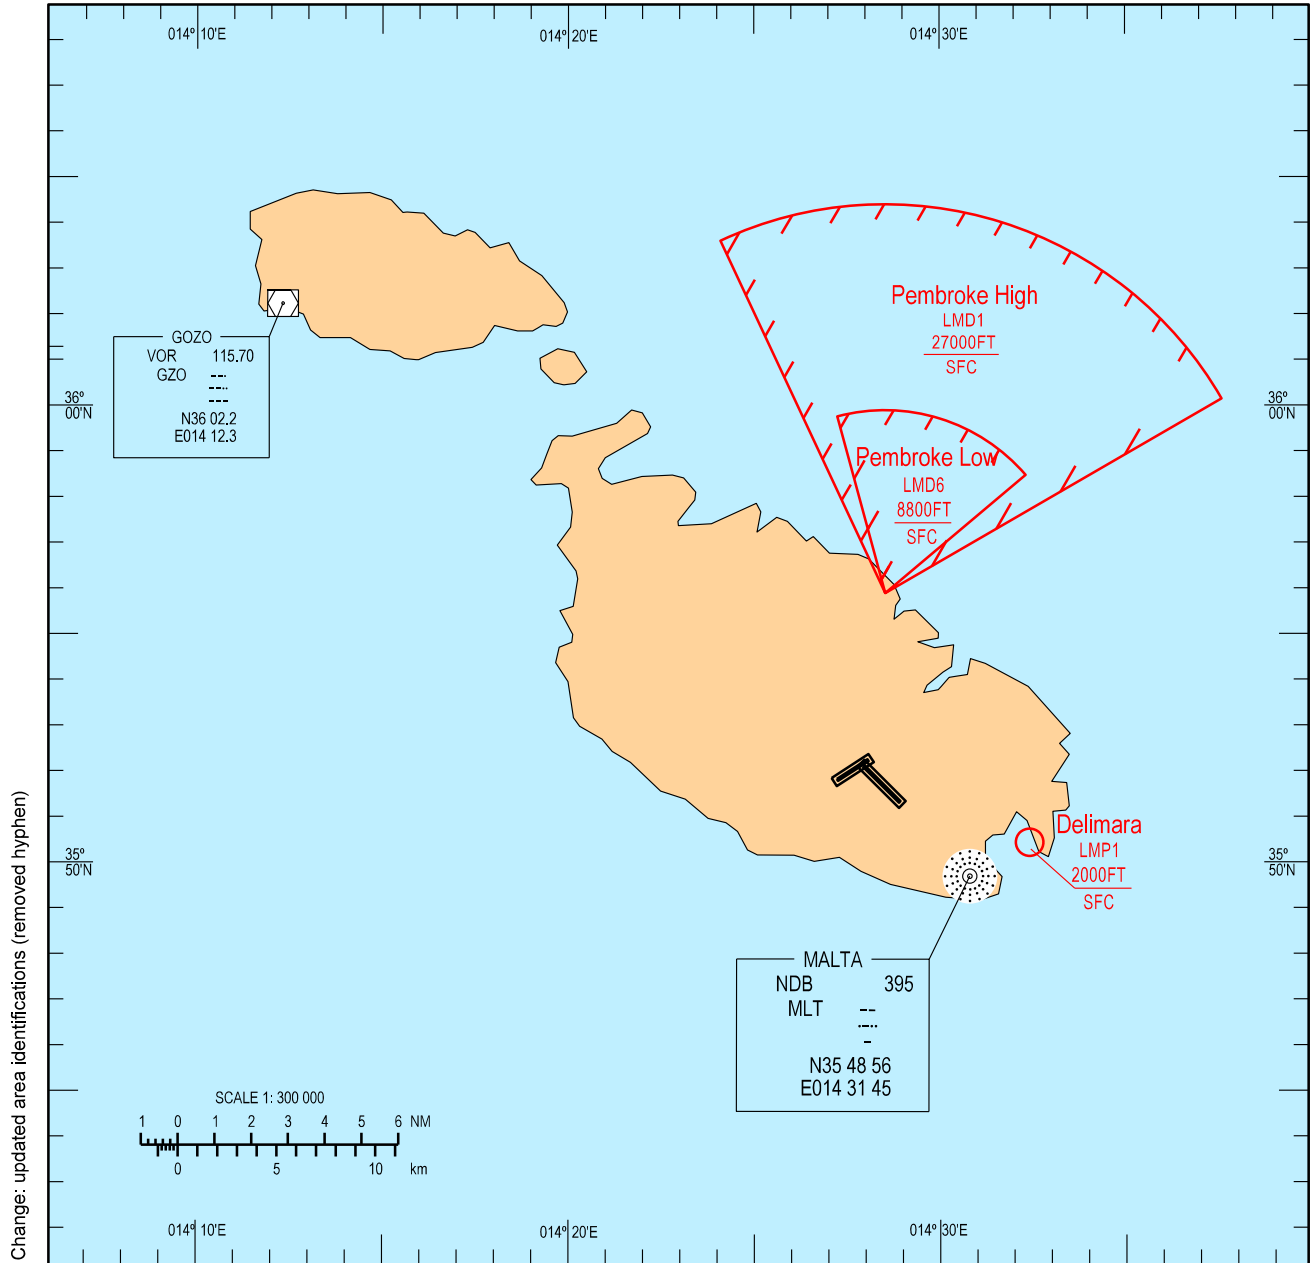 014° 10'E
014° 20'E
014° 30'E
Pembroke High
LMD1
27000FT
SFC
GOZO
VOR 115.70
GZO
N36 02.2
E014 12.3
36°
00'N
36°
00'N
Pembroke Low
LMD6
8800FT
SFC
Delimara
LMP1
2000FT
SFC
35°
50'N
35°
50'N
MALTA
NDB 395
MLT
N35 48 56
E014 31 45
SCALE 1: 300 000
1 0 1 2 3 4 5 6 NM
0 5 10 km
014° 10'E
014° 20'E
014° 30'E
Change: updated area identifications (removed hyphen)